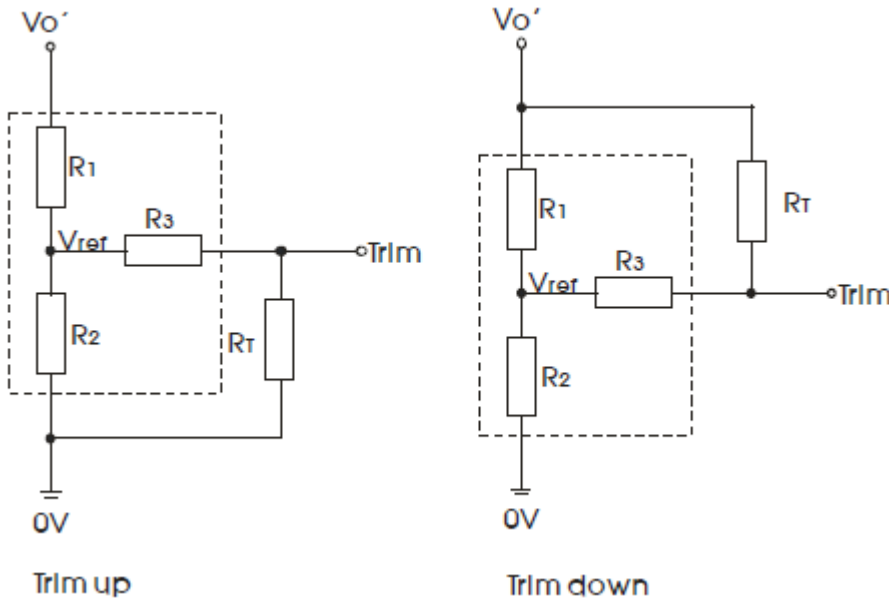 Vo′
R1
R3
Vref
Trim
R2
RT
0V
Trim up
Vo′
R1
RT
R3
Vref
Trim
R2
0V
Trim down